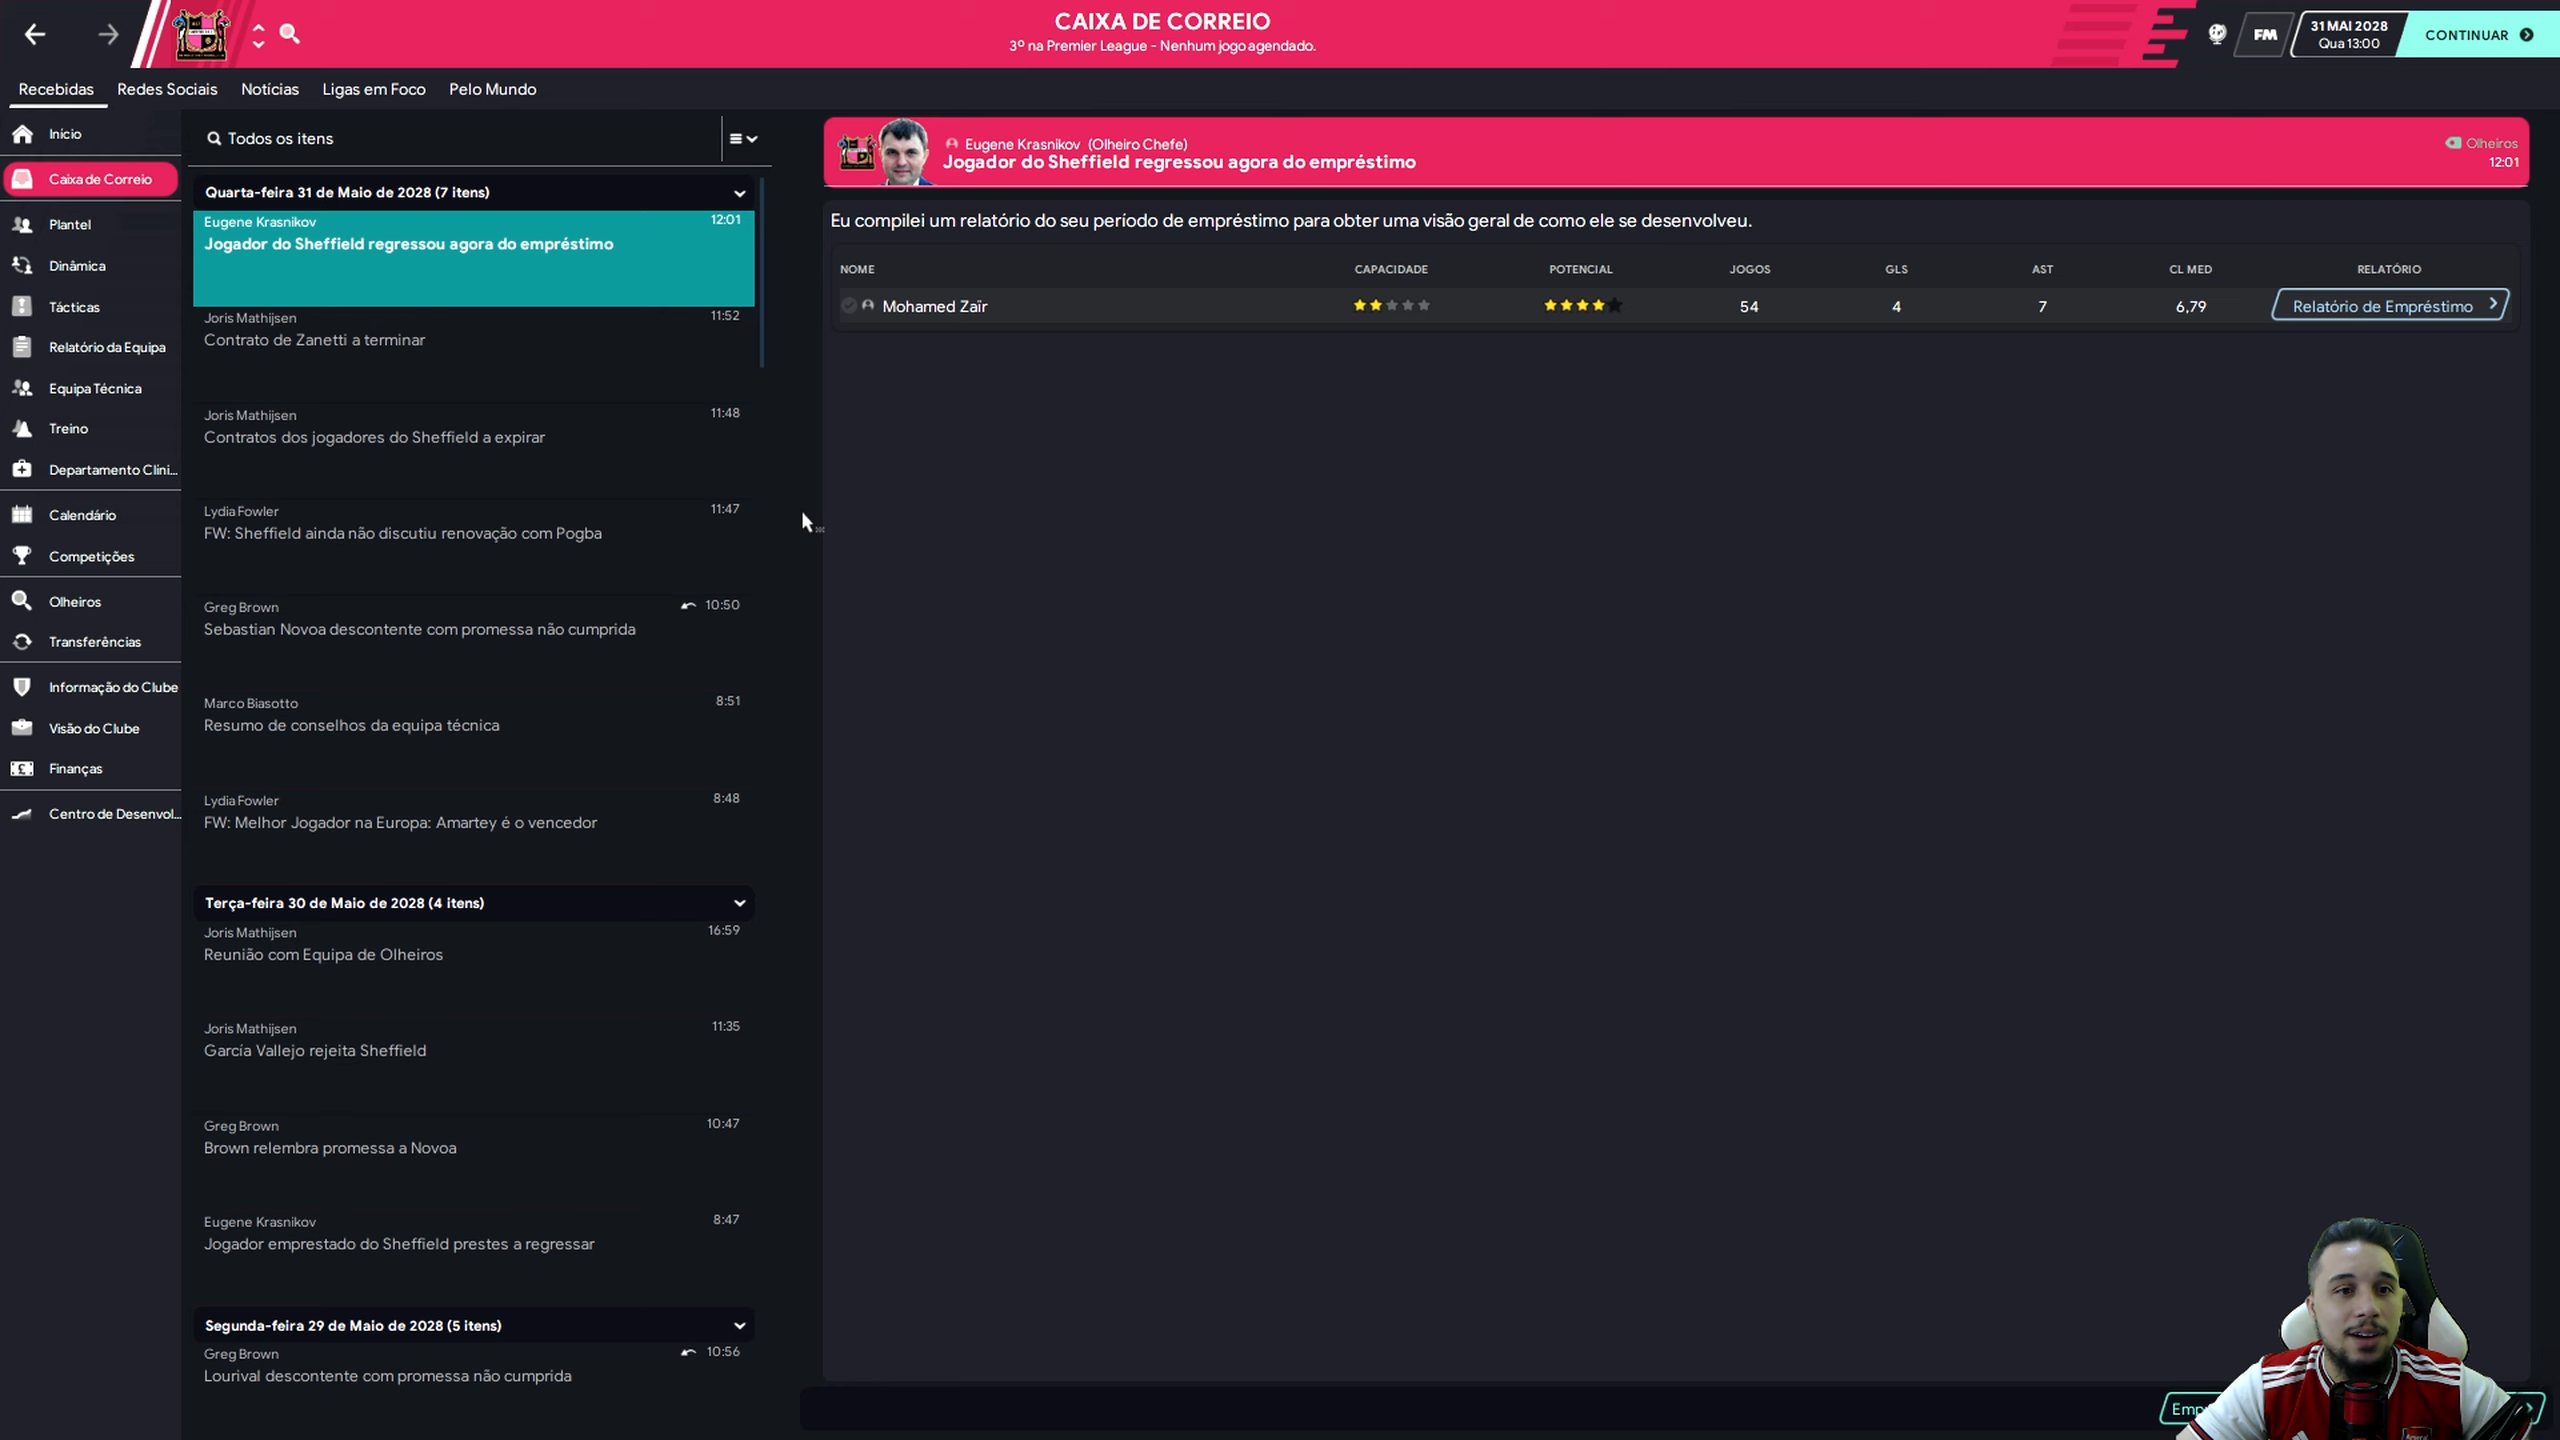 CAIXA DE CORREIO
3º na Premier League - Nenhum jogo agendado.
FM
31 MAI 2028
Qua 13:00
CONTINUAR
Recebidas
Redes Sociais
Notícias
Ligas em Foco
Pelo Mundo
Início
Caixa de Correio
Plantel
Dinâmica
Tácticas
Relatório da Equipa
Equipa Técnica
Treino
Departamento Clíni...
Calendário
Competições
Olheiros
Transferências
Informação do Clube
Visão do Clube
Finanças
Centro de Desenvol...
Todos os itens
Quarta-feira 31 de Maio de 2028 (7 itens)
Eugene Krasnikov 12:01
Jogador do Sheffield regressou agora do empréstimo
Joris Mathijsen 11:52
Contrato de Zanetti a terminar
Joris Mathijsen 11:48
Contratos dos jogadores do Sheffield a expirar
Lydia Fowler 11:47
FW: Sheffield ainda não discutiu renovação com Pogba
Greg Brown 10:50
Sebastian Novoa descontente com promessa não cumprida
Marco Biasotto 8:51
Resumo de conselhos da equipa técnica
Lydia Fowler 8:48
FW: Melhor Jogador na Europa: Amartey é o vencedor
Terça-feira 30 de Maio de 2028 (4 itens)
Joris Mathijsen 16:59
Reunião com Equipa de Olheiros
Joris Mathijsen 11:35
García Vallejo rejeita Sheffield
Greg Brown 10:47
Brown relembra promessa a Novoa
Eugene Krasnikov 8:47
Jogador emprestado do Sheffield prestes a regressar
Segunda-feira 29 de Maio de 2028 (5 itens)
Greg Brown 10:56
Lourival descontente com promessa não cumprida
Eugene Krasnikov (Olheiro Chefe)
Jogador do Sheffield regressou agora do empréstimo
Olheiros
12:01
Eu compilei um relatório do seu período de empréstimo para obter uma visão geral de como ele se desenvolveu.
NOME CAPACIDADE POTENCIAL JOGOS GLS AST CL MED RELATÓRIO
Mohamed Zaïr 54 4 7 6,79 Relatório de Empréstimo